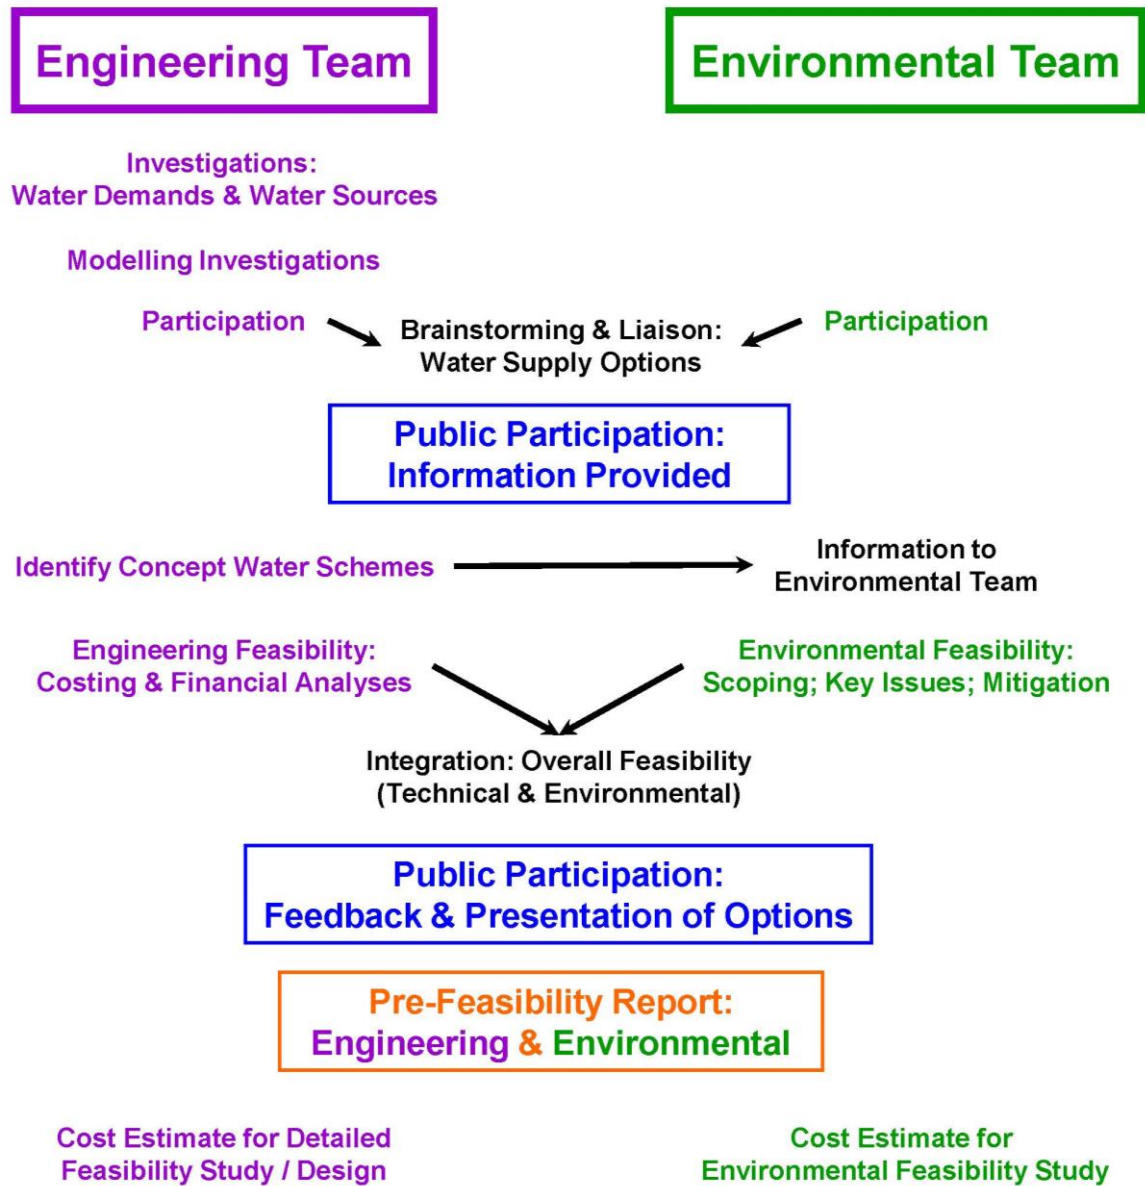 Engineering Team
Environmental Team
Investigations:
Water Demands & Water Sources
Modelling Investigations
Participation
Brainstorming & Liaison:
Water Supply Options
Participation
Public Participation:
Information Provided
Identify Concept Water Schemes
Information to
Environmental Team
Engineering Feasibility:
Costing & Financial Analyses
Environmental Feasibility:
Scoping; Key Issues; Mitigation
Integration: Overall Feasibility
(Technical & Environmental)
Public Participation:
Feedback & Presentation of Options
Pre-Feasibility Report:
Engineering & Environmental
Cost Estimate for Detailed
Feasibility Study / Design
Cost Estimate for
Environmental Feasibility Study